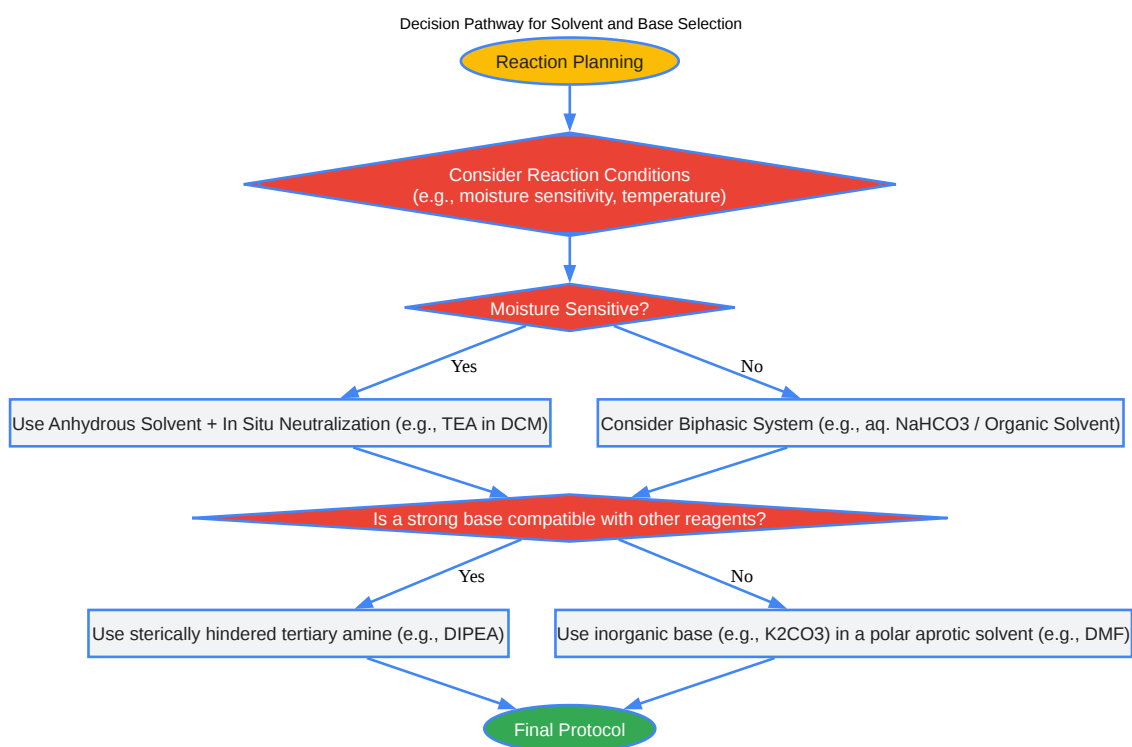 Decision Pathway for Solvent and Base Selection
Reaction Planning
Consider Reaction Conditions
(e.g., moisture sensitivity, temperature)
Moisture Sensitive?
Yes
No
Use Anhydrous Solvent + In Situ Neutralization (e.g., TEA in DCM)
Consider Biphasic System (e.g., aq. NaHCO3 / Organic Solvent)
Is a strong base compatible with other reagents?
Yes
No
Use sterically hindered tertiary amine (e.g., DIPEA)
Use inorganic base (e.g., K2CO3) in a polar aprotic solvent (e.g., DMF)
Final Protocol